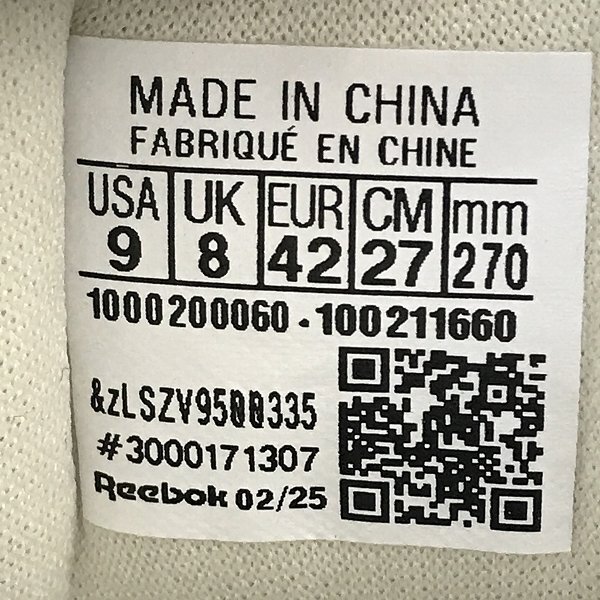 MADE IN CHINA
FABRIQUÉ EN CHINE
USA UK EUR CM mm
9 8 42 27 270
1000200060 - 100211660
&zLSZV9500335
#3000171307
Reebok 02/25